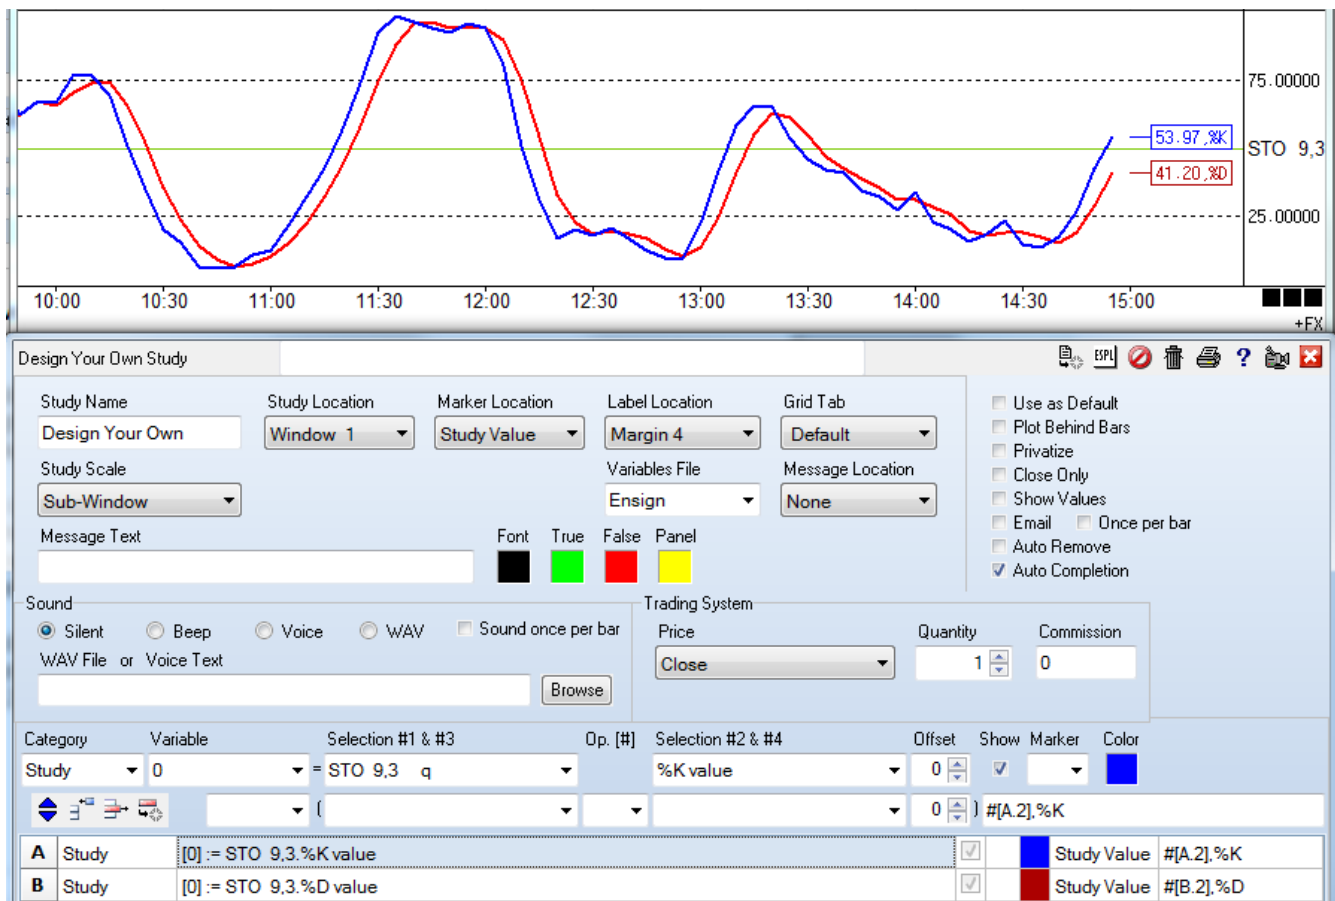 75.00000
53.97,%K
STO 9,3
41.20,%D
25.00000
10:00 10:30 11:00 11:30 12:00 12:30 13:00 13:30 14:00 14:30 15:00
+FX
Design Your Own Study
ESPL ?
Study Name Study Location Marker Location Label Location Grid Tab
Design Your Own Window 1 Study Value Margin 4 Default
Study Scale Variables File Message Location
Sub-Window Ensign None
Message Text Font True False Panel
Use as Default
Plot Behind Bars
Privatize
Close Only
Show Values
Email Once per bar
Auto Remove
Auto Completion
Sound
Silent Beep Voice WAV Sound once per bar
WAV File or Voice Text
Browse
Trading System
Price Quantity Commission
Close 1 0
Category Variable Selection #1 & #3 Op. [#] Selection #2 & #4 Offset Show Marker Color
Study 0 = STO 9,3 q %K value 0
( 0 ) #[A.2],%K
A Study [0] := STO 9,3.%K value Study Value #[A.2],%K
B Study [0] := STO 9,3.%D value Study Value #[B.2],%D